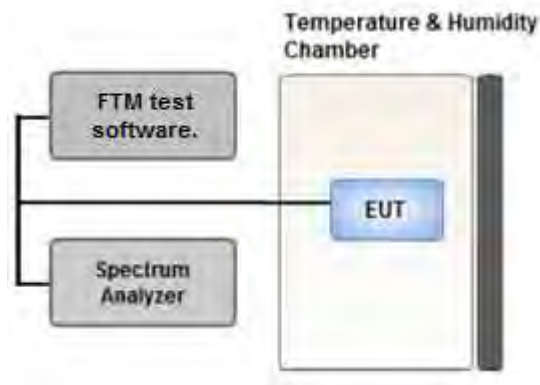 Temperature & Humidity
Chamber
FTM test
software.
EUT
Spectrum
Analyzer